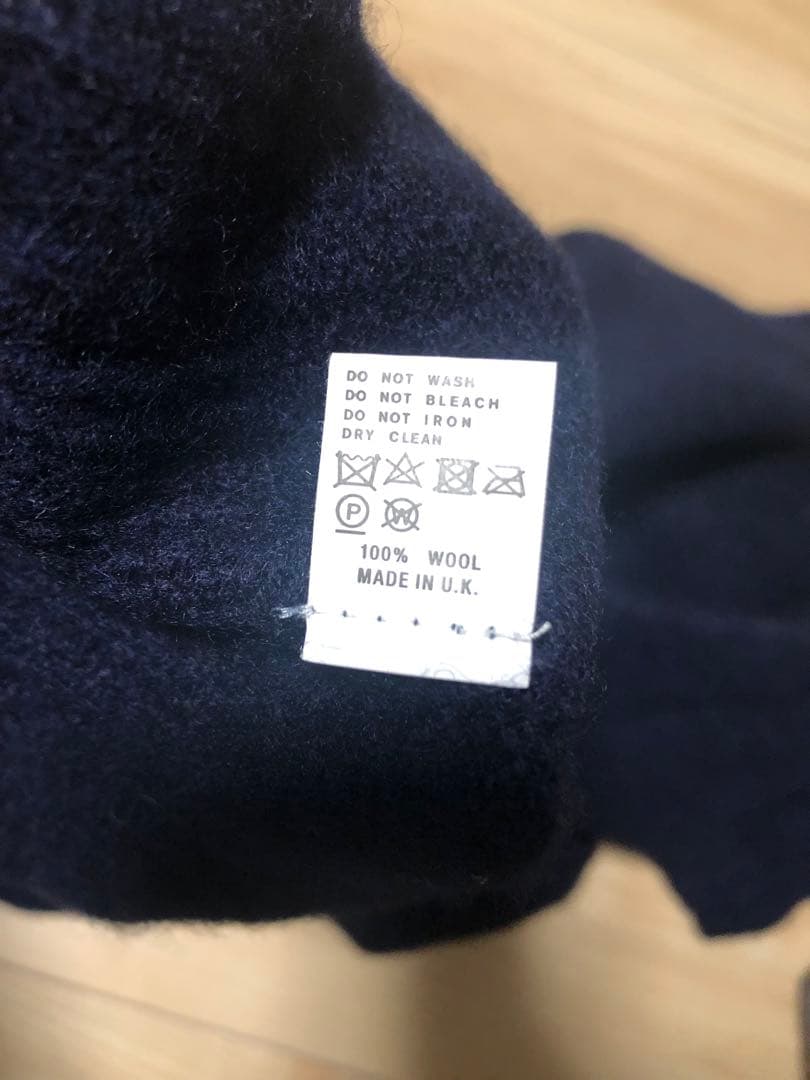 DO NOT WASH
DO NOT BLEACH
DO NOT IRON
DRY CLEAN
P W
100% WOOL
MADE IN U.K.